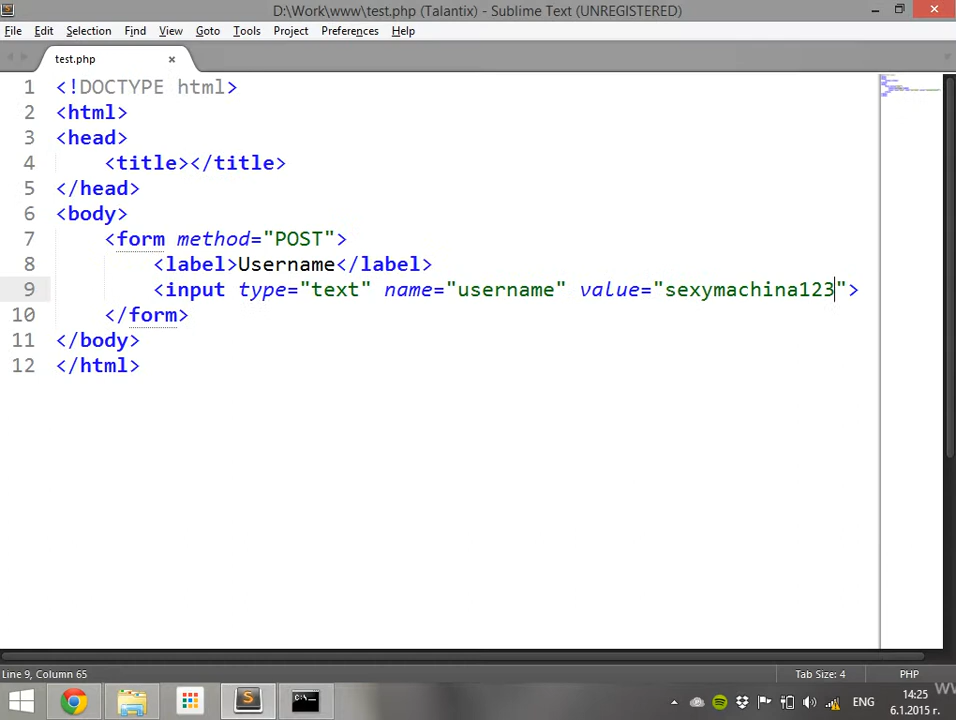 D:\Work\www\test.php (Talantix) - Sublime Text (UNREGISTERED)
File Edit Selection Find View Goto Tools Project Preferences Help
test.php
1 <!DOCTYPE html>
2 <html>
3 <head>
4 <title></title>
5 </head>
6 <body>
7 <form method="POST">
8 <label>Username</label>
9 <input type="text" name="username" value="sexymachina123">
10 </form>
11 </body>
12 </html>
Line 9, Column 65 Tab Size: 4 PHP
ЕНГ 14:25
6.1.2015 г.